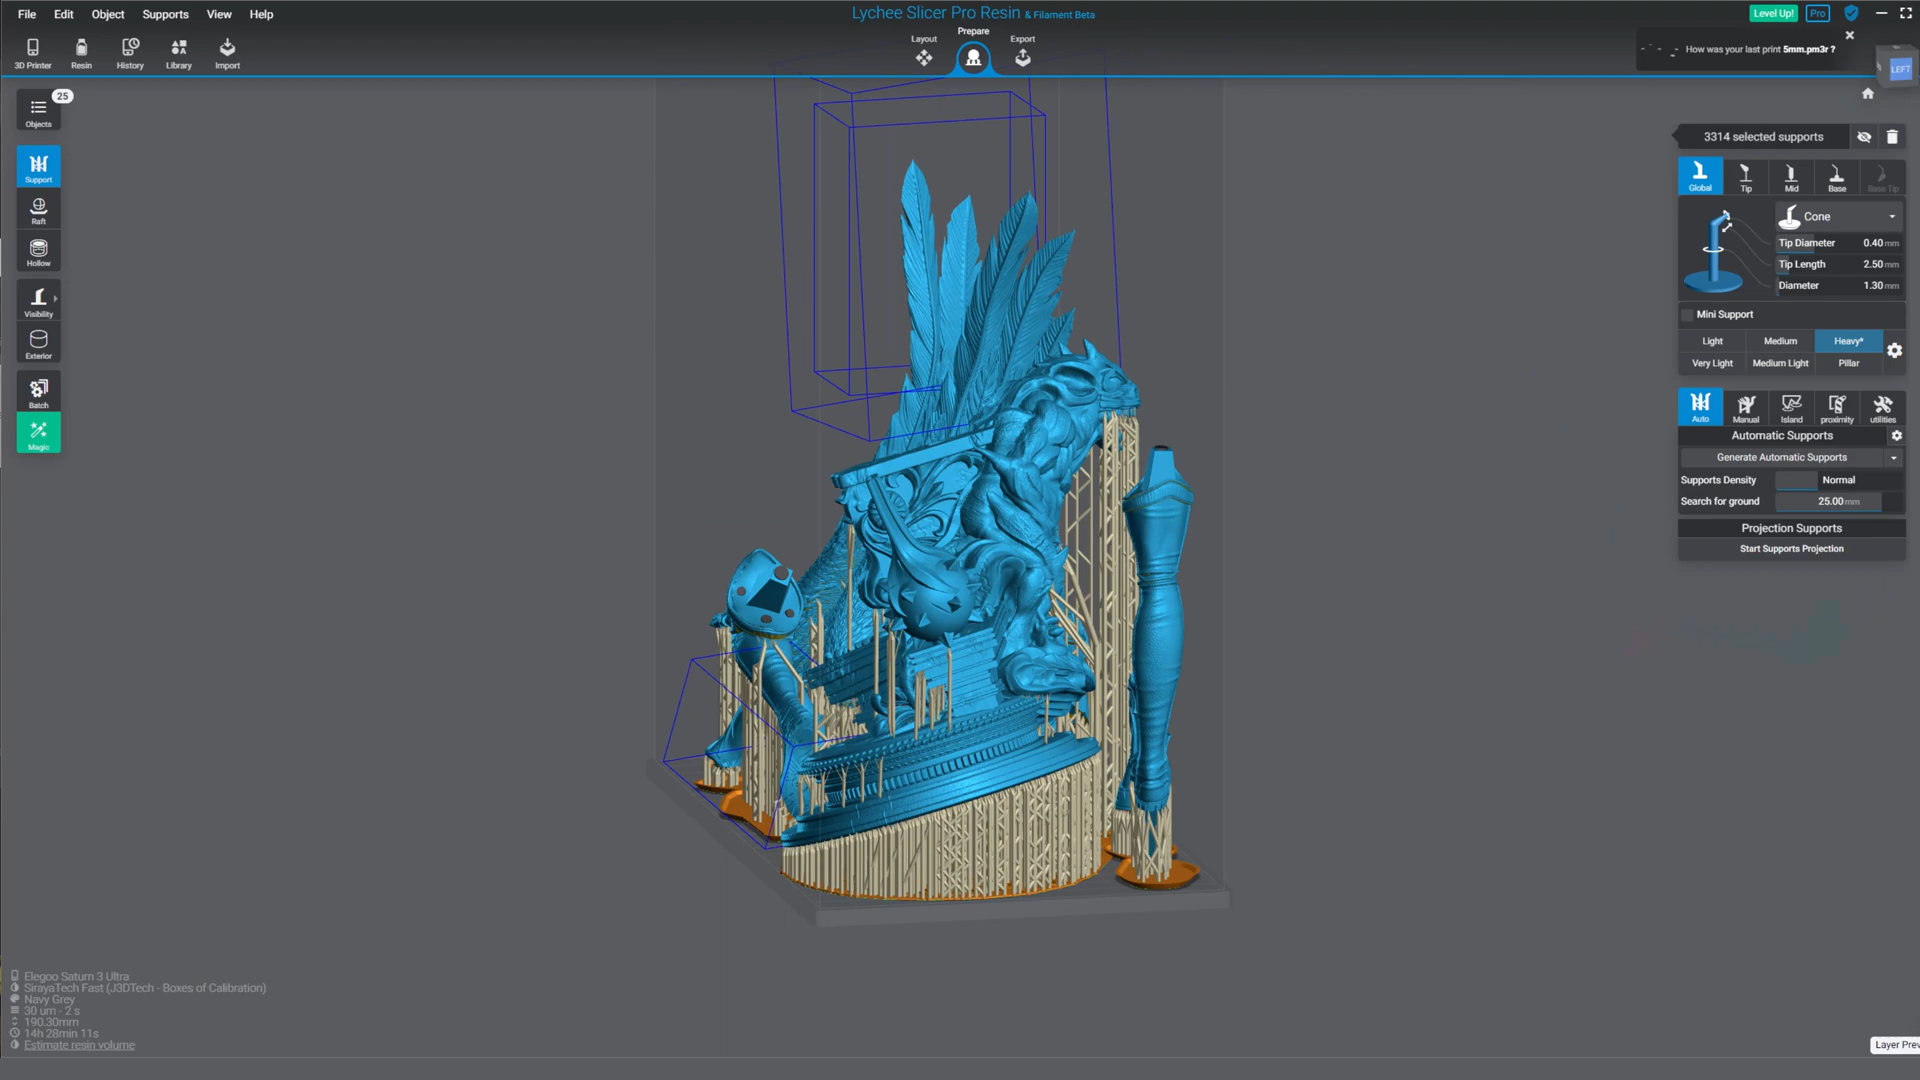 File Edit Object Supports View Help
Lychee Slicer Pro Resin & Filament Beta
Level Up! Pro
3D Printer Resin History Library Import
Layout Prepare Export
How was your last print 5mm.pm3r ?
LEFT
25
Objects
Support
Raft
Hollow
Visibility
Exterior
Batch
Magic
3314 selected supports
Global Tip Mid Base Base Tip
Cone
Tip Diameter 0.40 mm
Tip Length 2.50 mm
Diameter 1.30 mm
Mini Support
Light Medium Heavy*
Very Light Medium Light Pillar
Auto Manual Island proximity utilities
Automatic Supports
Generate Automatic Supports
Supports Density Normal
Search for ground 25.00 mm
Projection Supports
Start Supports Projection
Elegoo Saturn 3 Ultra
SirayaTech Fast (J3DTech - Boxes of Calibration)
Navy Grey
30 um - 2 s
190.30mm
14h 28min 11s
Estimate resin volume
Layer Prev